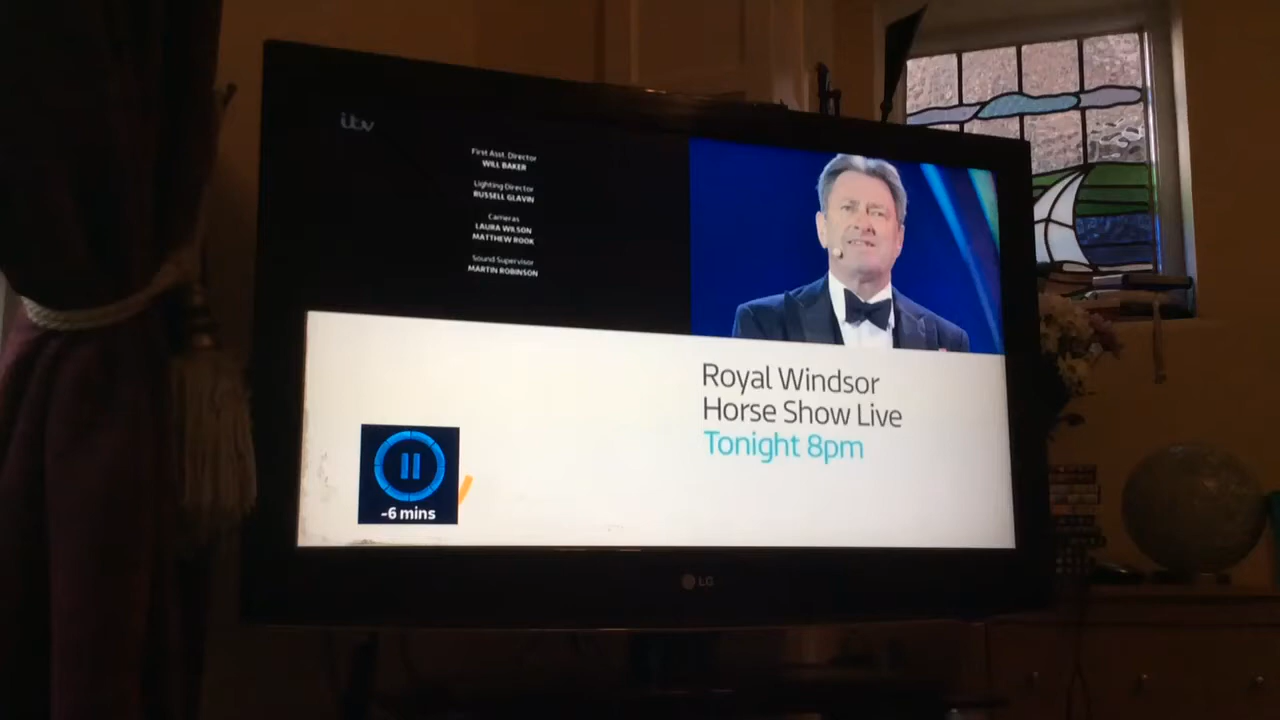 itv
First Asst. Director
WILL BAKER
Lighting Director
RUSSELL GLAVIN
Cameras
LAURA WILSON
MATTHEW ROOK
Sound Supervisor
MARTIN ROBINSON
Royal Windsor
Horse Show Live
Tonight 8pm
-6 mins
LG